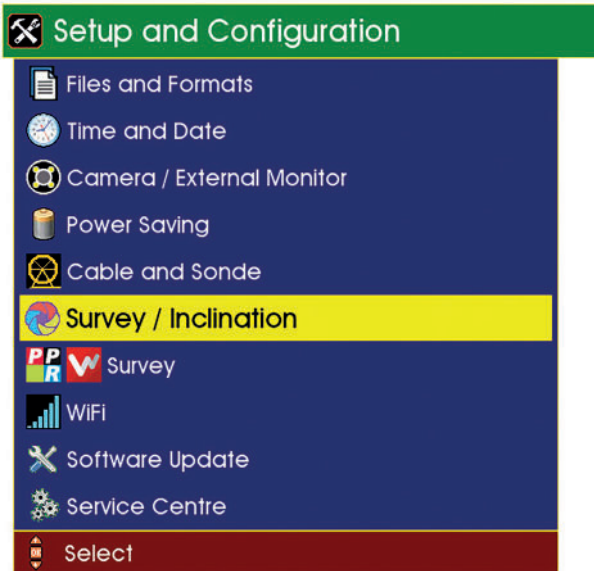 Setup and Configuration
Files and Formats
Time and Date
Camera / External Monitor
Power Saving
Cable and Sonde
Survey / Inclination
PPR W Survey
WiFi
Software Update
Service Centre
OK Select